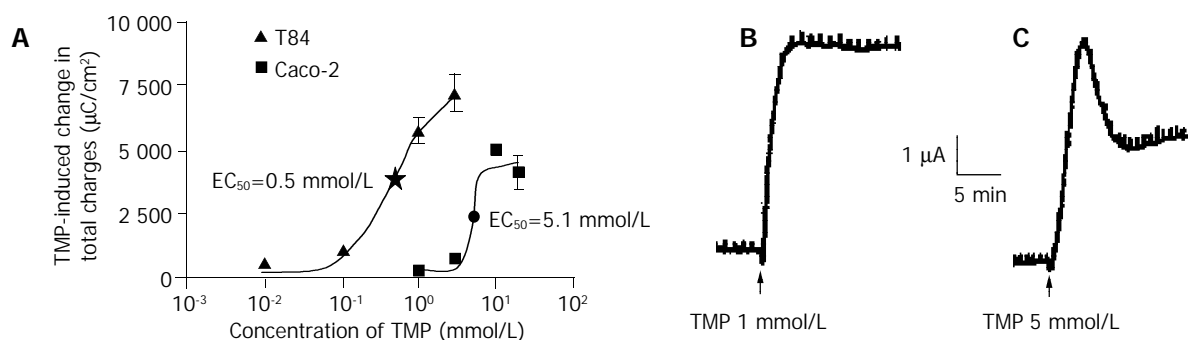 A
TMP-induced change in
total charges (μC/cm²)
10 000
7 500
5 000
2 500
0
T84
Caco-2
EC₅₀=0.5 mmol/L
EC₅₀=5.1 mmol/L
10⁻³ 10⁻² 10⁻¹ 10⁰ 10¹ 10²
Concentration of TMP (mmol/L)
B
TMP 1 mmol/L
C
1 μA
5 min
TMP 5 mmol/L